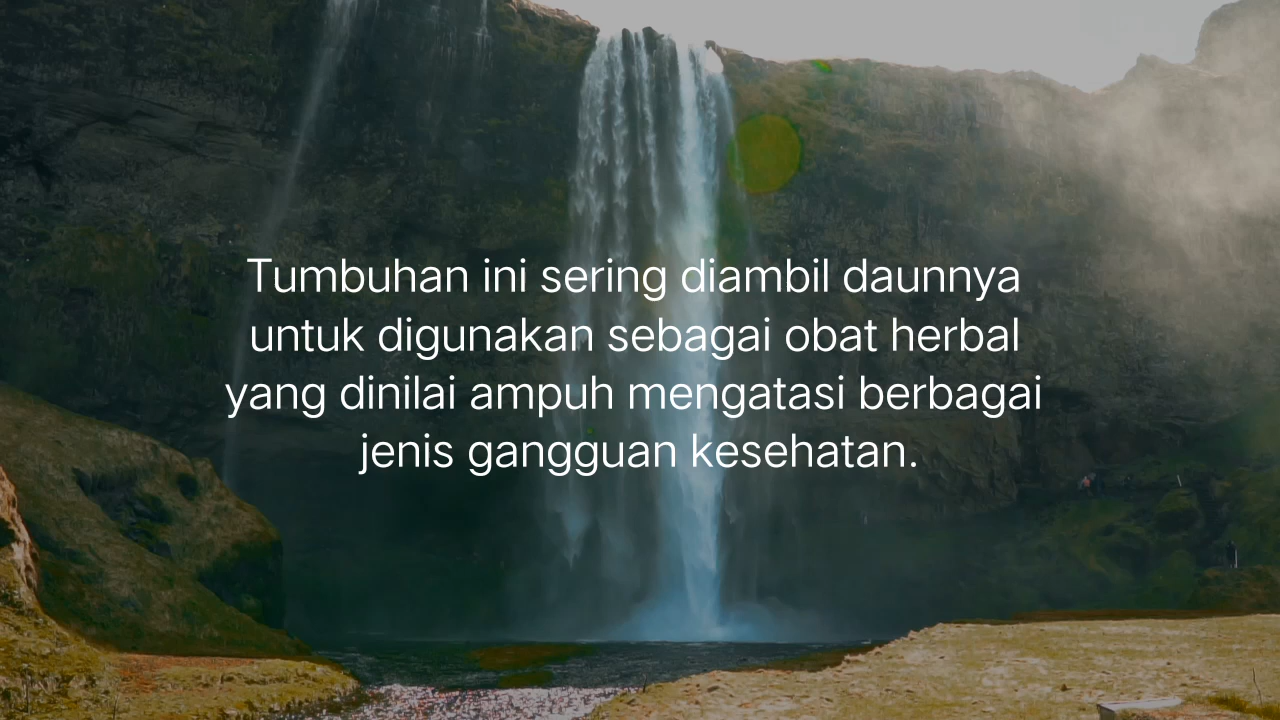 Tumbuhan ini sering diambil daunnya
untuk digunakan sebagai obat herbal
yang dinilai ampuh mengatasi berbagai
jenis gangguan kesehatan.